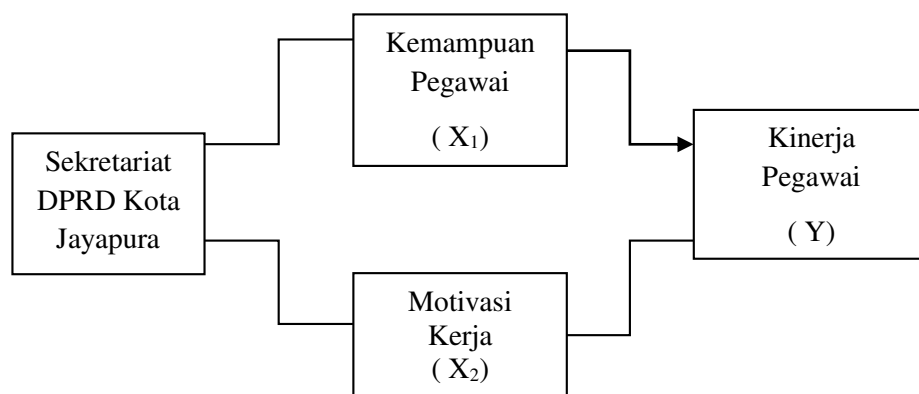 Kemampuan
Pegawai
( X₁)
Sekretariat
DPRD Kota
Jayapura
Kinerja
Pegawai
( Y)
Motivasi
Kerja
( X₂)